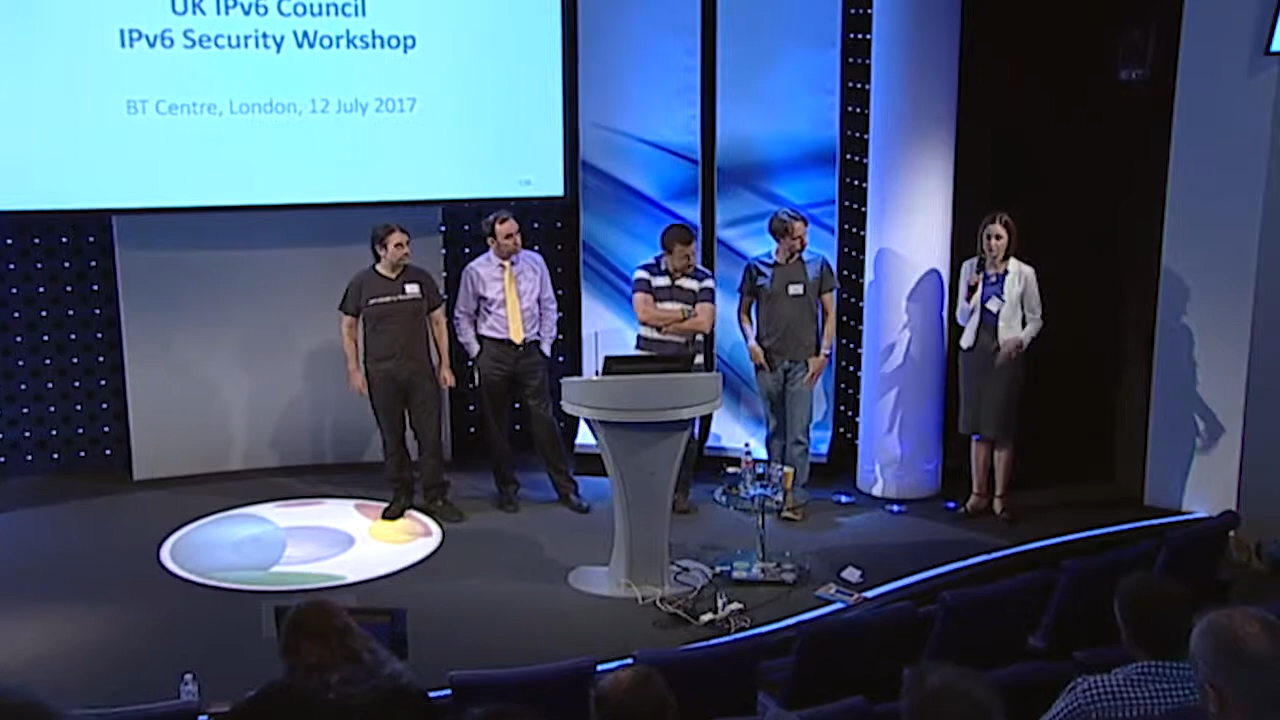 UK IPv6 Council
IPv6 Security Workshop
BT Centre, London, 12 July 2017